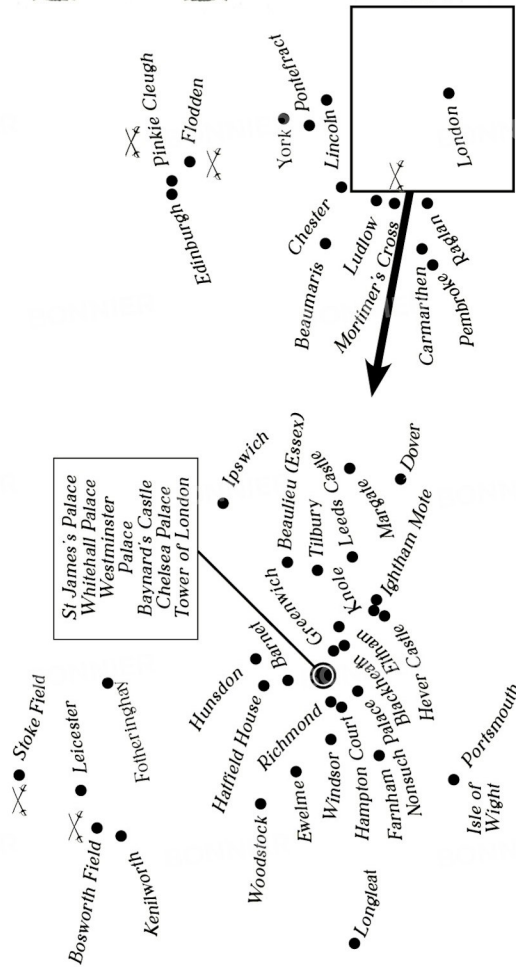 Pinkie Cleugh
Flodden
Edinburgh
York
Pontefract
Lincoln
Chester
Beaumaris
Ludlow
Mortimer's Cross
Raglan
Carmarthen
Pembroke
London
St James's Palace
Whitehall Palace
Westminster
Palace
Baynard's Castle
Chelsea Palace
Tower of London
Ipswich
Beaulieu (Essex)
Tilbury
Leeds Castle
Margate
Dover
Greenwich
Knole
Ightham Mote
Eltham
Hever Castle
Blackheath
Barnet
Hunsdon
Hatfield House
Richmond
Windsor
Hampton Court
Nonsuch Palace
Farnham
Ewelme
Woodstock
Stoke Field
Leicester
Fotheringhay
Bosworth Field
Kenilworth
Longleat
Portsmouth
Isle of
Wight